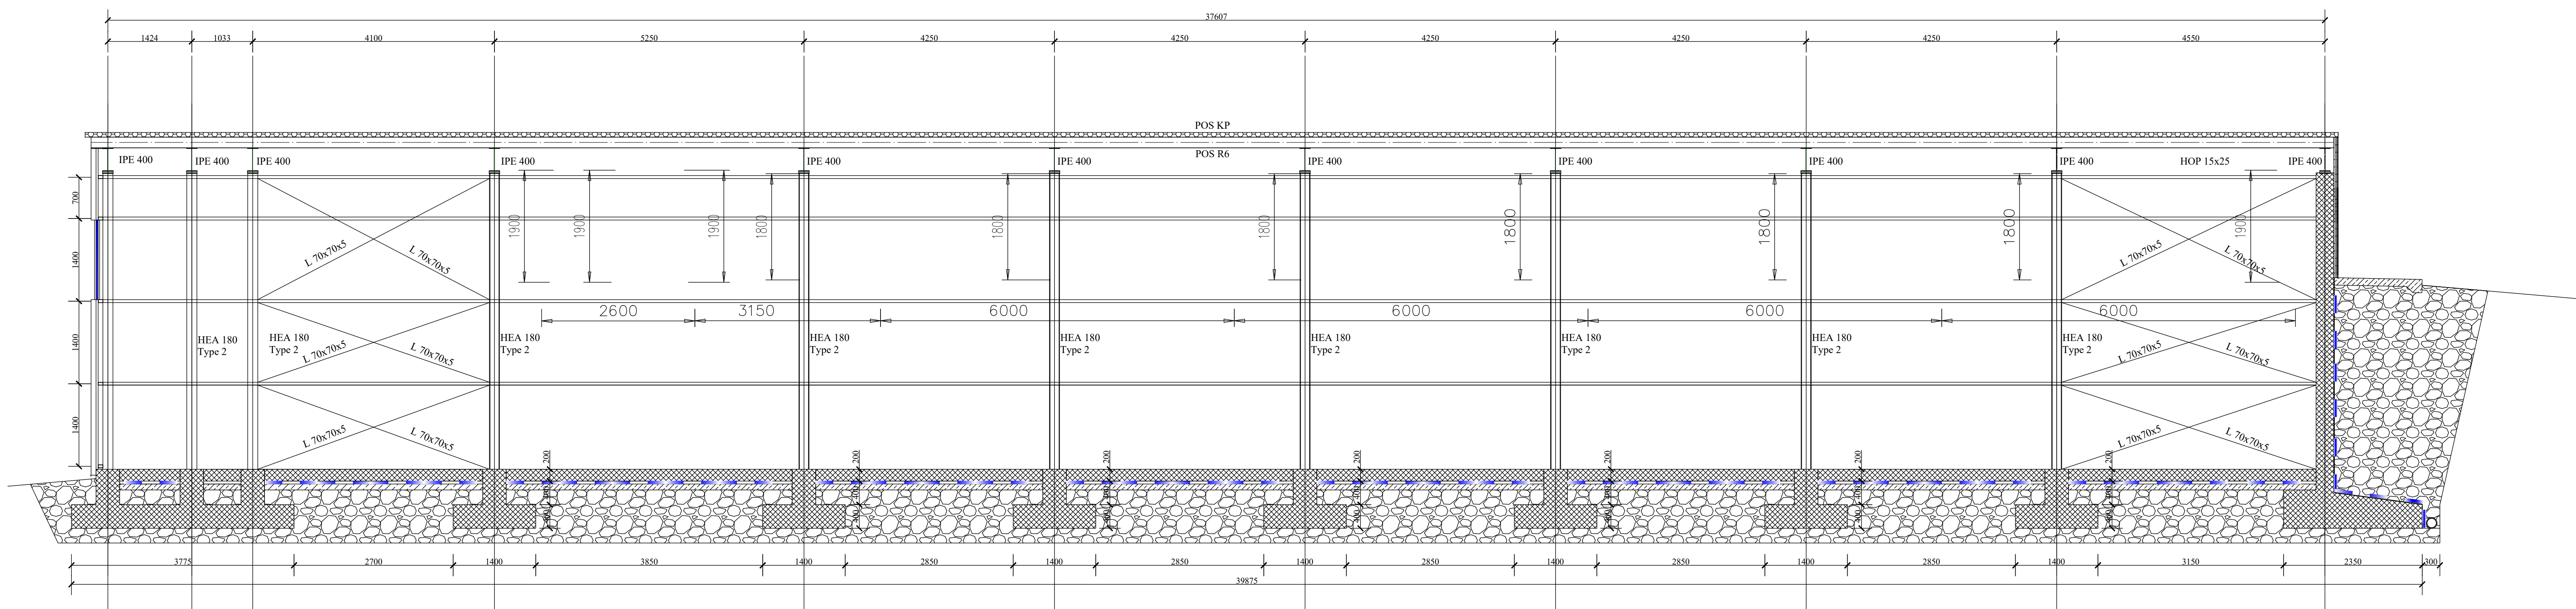 37607
1424 1033 4100 5250 4250 4250 4250 4250 4250 4550
POS KP
POS R6
IPE 400 IPE 400 IPE 400 IPE 400 IPE 400 IPE 400 IPE 400 IPE 400 IPE 400 IPE 400 HOP 15x25 IPE 400
700
1900 1900 1900 1800 1800 1800 1800 1800 1800 1900
1400
L 70x70x5 L 70x70x5 L 70x70x5 L 70x70x5
2600 3150 6000 6000 6000 6000
1400
HEA 180 HEA 180 HEA 180 HEA 180 HEA 180 HEA 180 HEA 180 HEA 180 HEA 180
Type 2 Type 2 Type 2 Type 2 Type 2 Type 2 Type 2 Type 2 Type 2
L 70x70x5 L 70x70x5 L 70x70x5 L 70x70x5
1400
L 70x70x5 L 70x70x5 L 70x70x5 L 70x70x5
200 200 200 200 200 200 200
400 400 400 400 400 400 400
3775 2700 1400 3850 1400 2850 1400 2850 1400 2850 1400 2850 1400 2850 1400 3150 2350 300
39875